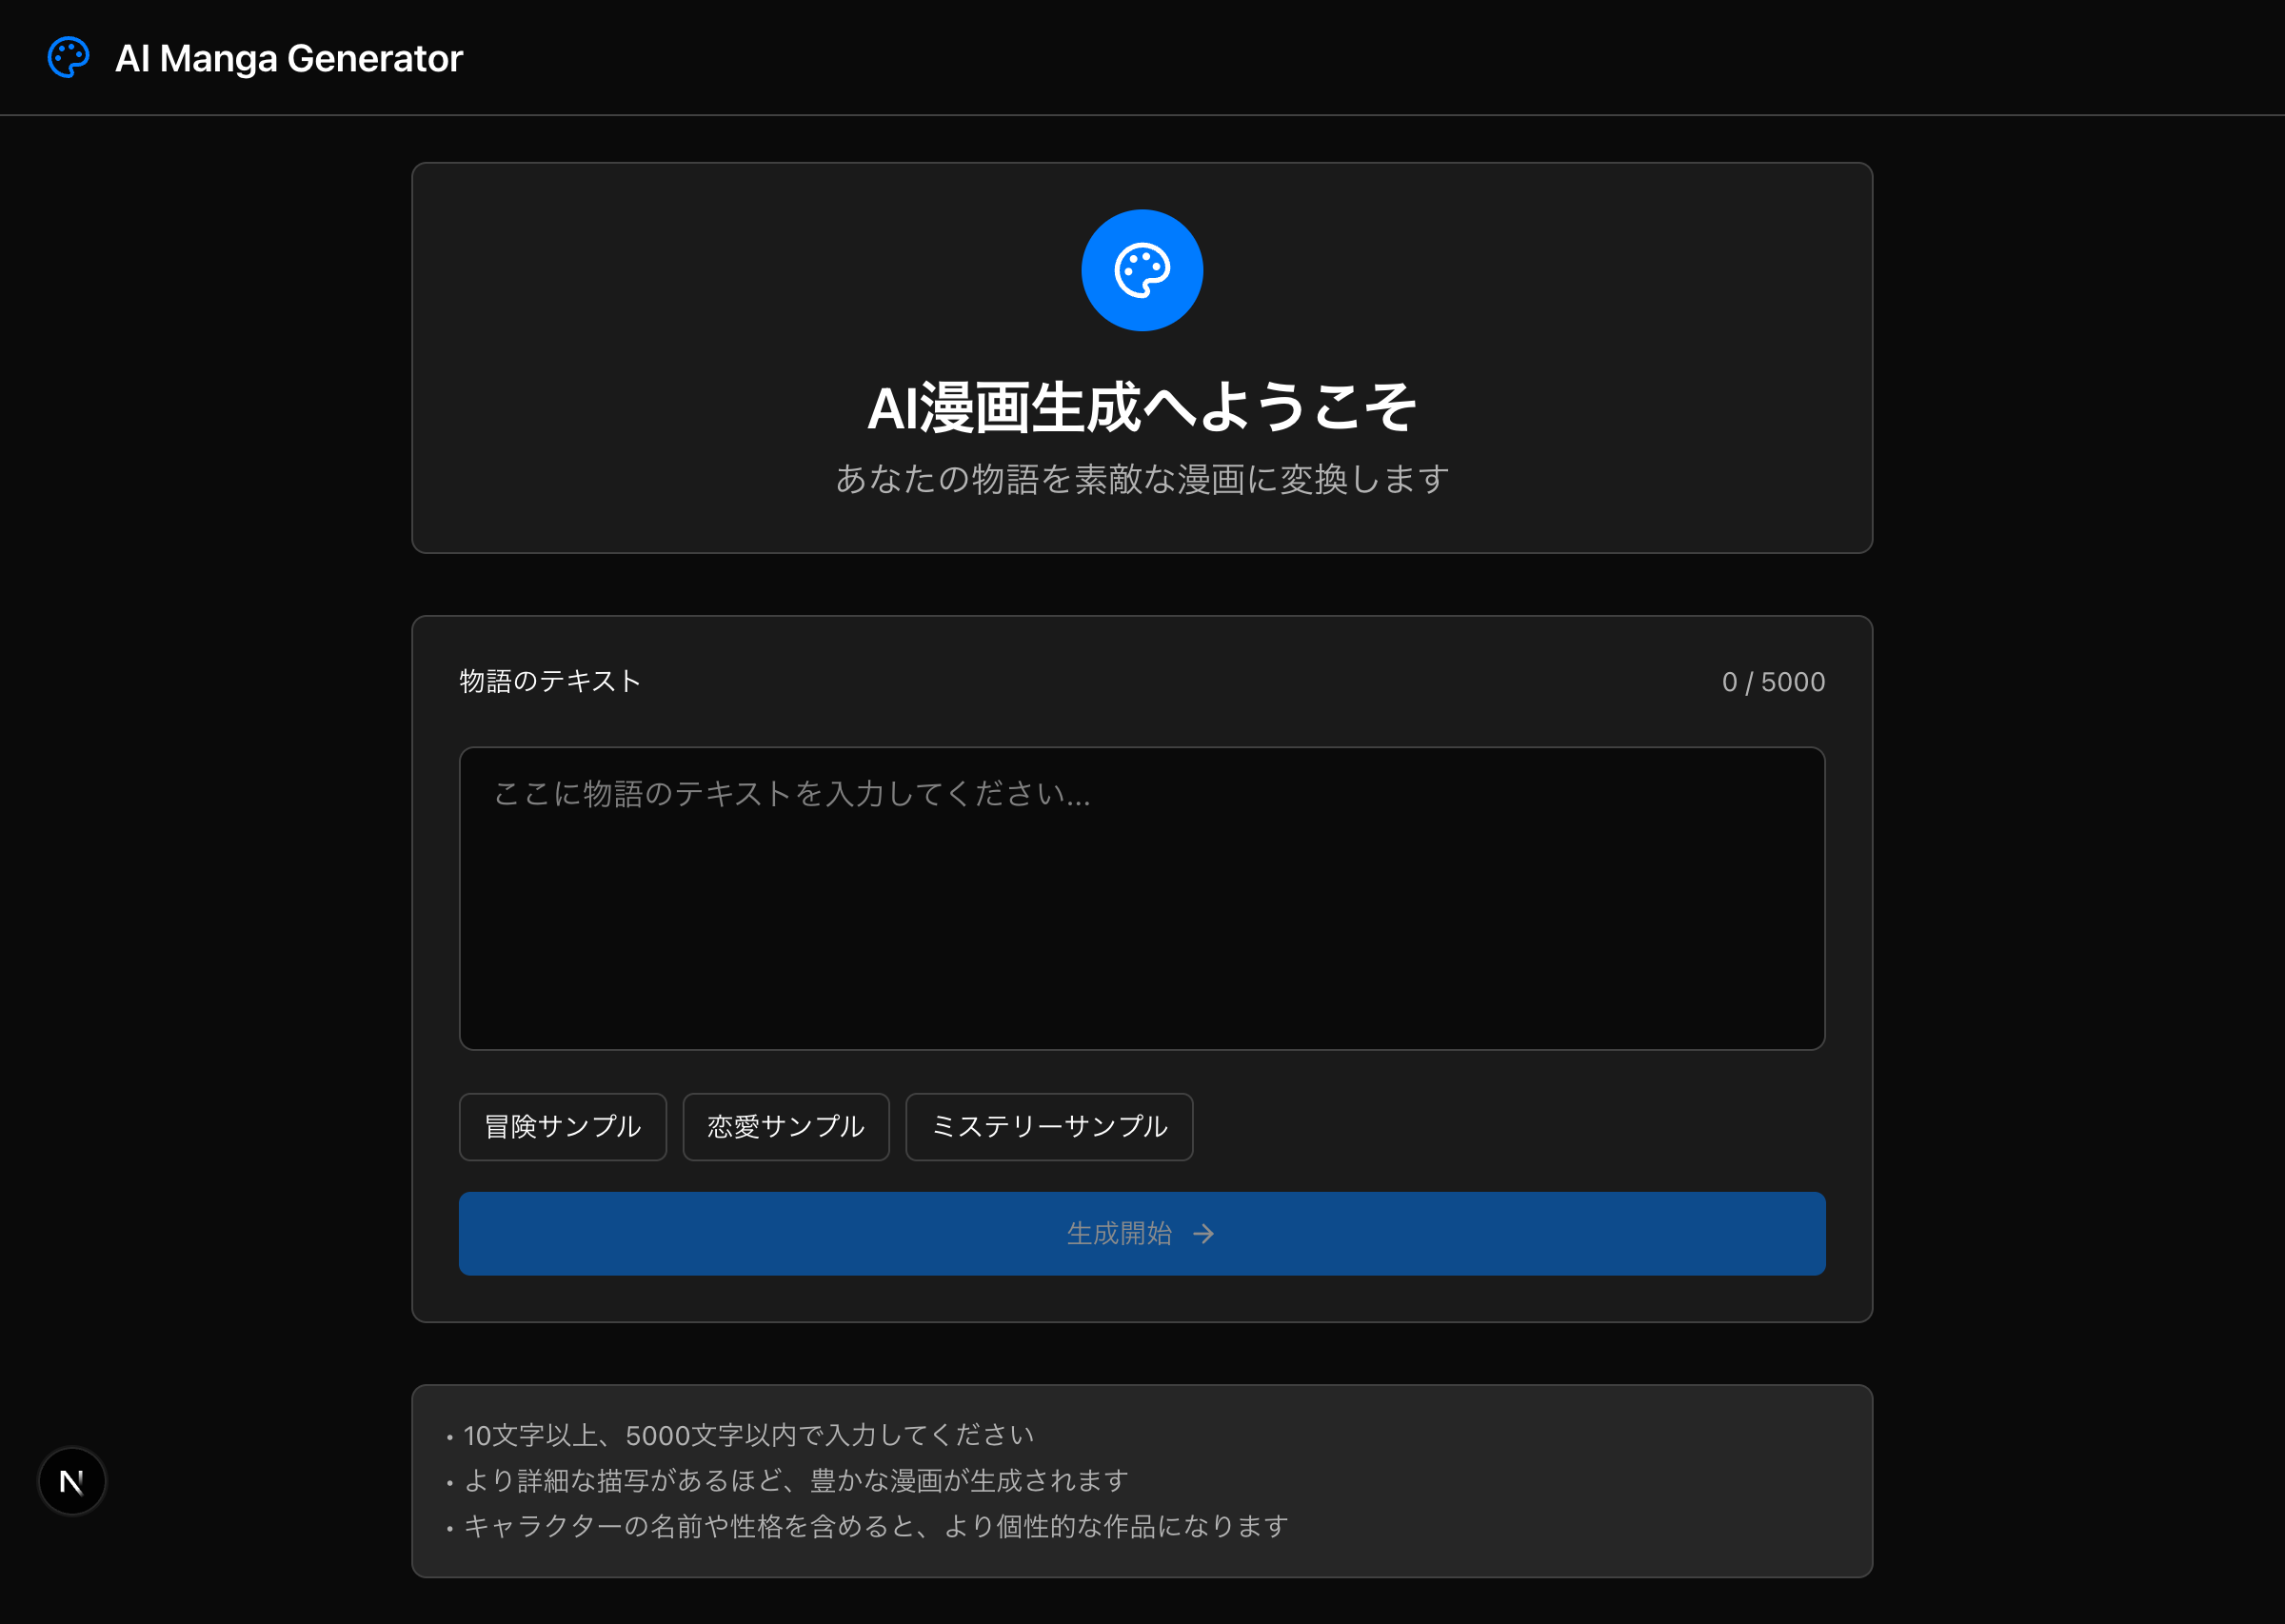 AI Manga Generator
AI漫画生成へようこそ
あなたの物語を素敵な漫画に変換します
物語のテキスト
0 / 5000
ここに物語のテキストを入力してください...
冒険サンプル
恋愛サンプル
ミステリーサンプル
生成開始 →
• 10文字以上、5000文字以内で入力してください
• より詳細な描写があるほど、豊かな漫画が生成されます
• キャラクターの名前や性格を含めると、より個性的な作品になります
N